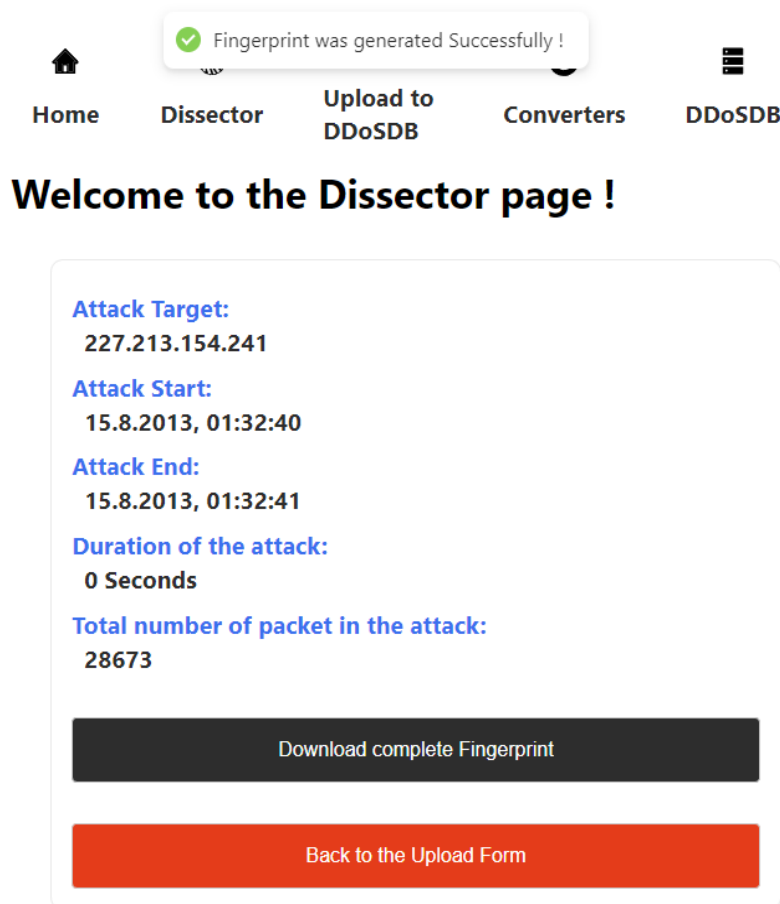 Fingerprint was generated Successfully !
Home
Dissector
Upload to
DDoSDB
Converters
DDoSDB
Welcome to the Dissector page !
Attack Target:
227.213.154.241
Attack Start:
15.8.2013, 01:32:40
Attack End:
15.8.2013, 01:32:41
Duration of the attack:
0 Seconds
Total number of packet in the attack:
28673
Download complete Fingerprint
Back to the Upload Form